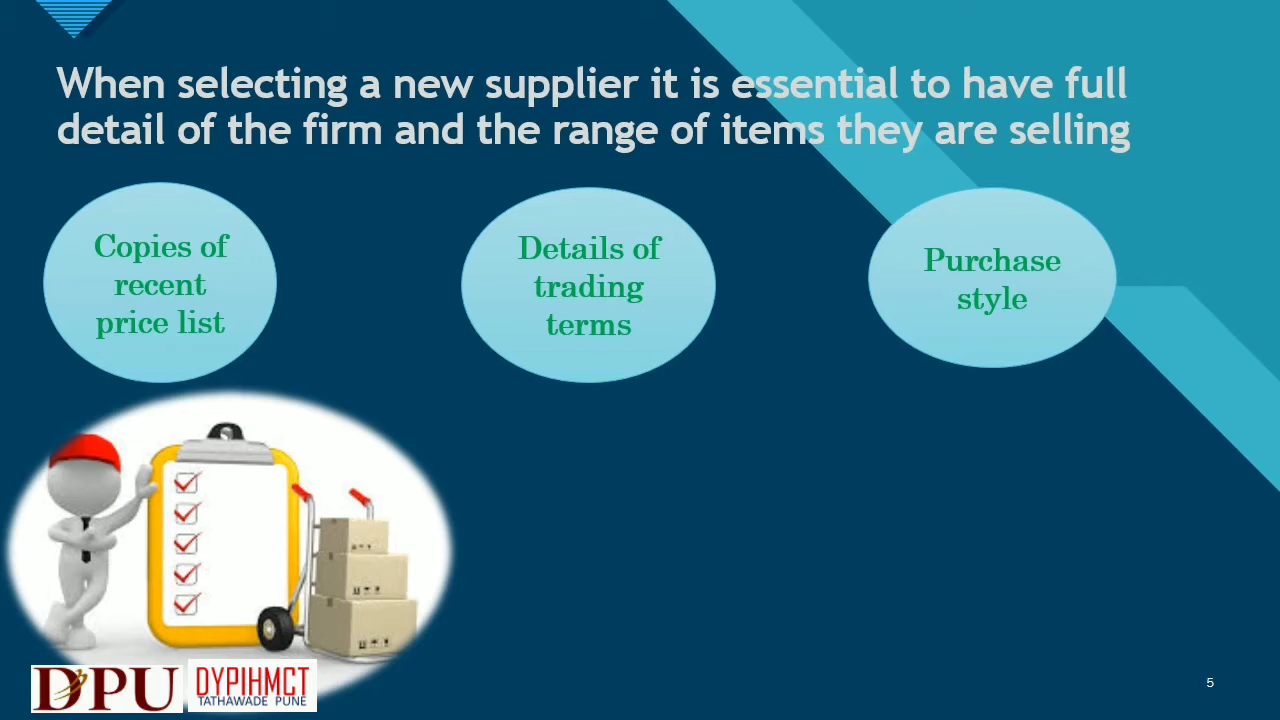 When selecting a new supplier it is essential to have full
detail of the firm and the range of items they are selling
Copies of
recent
price list
Details of
trading
terms
Purchase
style
DPU
DYPIHMCT
TATHAWADE PUNE
5